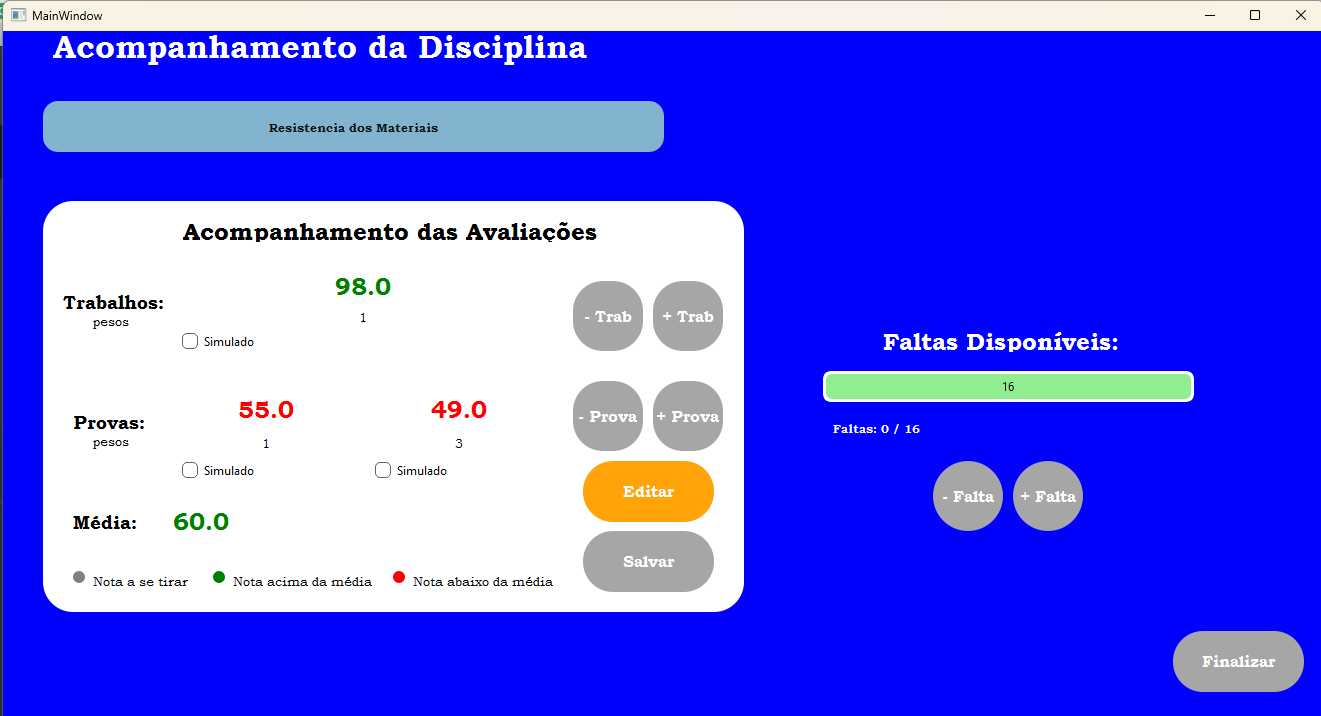 MainWindow
Acompanhamento da Disciplina
Resistencia dos Materiais
Acompanhamento das Avaliações
98.0
Trabalhos:
pesos
1
Simulado
- Trab
+ Trab
55.0
49.0
Provas:
pesos
1
3
Simulado
Simulado
- Prova
+ Prova
Editar
Média:
60.0
Salvar
Nota a se tirar
Nota acima da média
Nota abaixo da média
Faltas Disponíveis:
16
Faltas: 0 / 16
- Falta
+ Falta
Finalizar